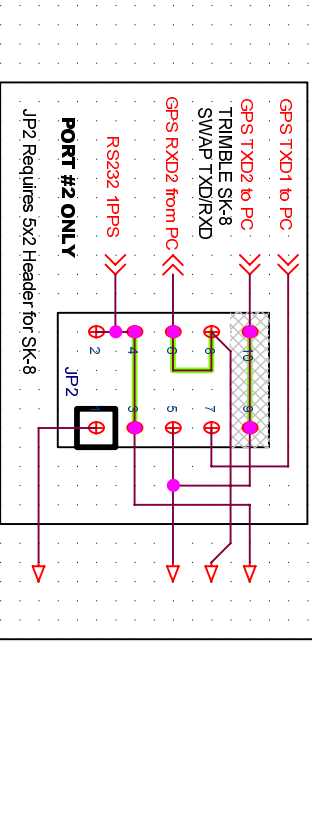 GPS TXD1 to PC
GPS TXD2 to PC
TRIMBLE SK-8
SWAP TXD/RXD
GPS RXD2 from PC
RS232 1PPS
PORT #2 ONLY
JP2 Requires 5x2 Header for SK-8
10 9
8 7
6 5
4 3
2 1
JP2